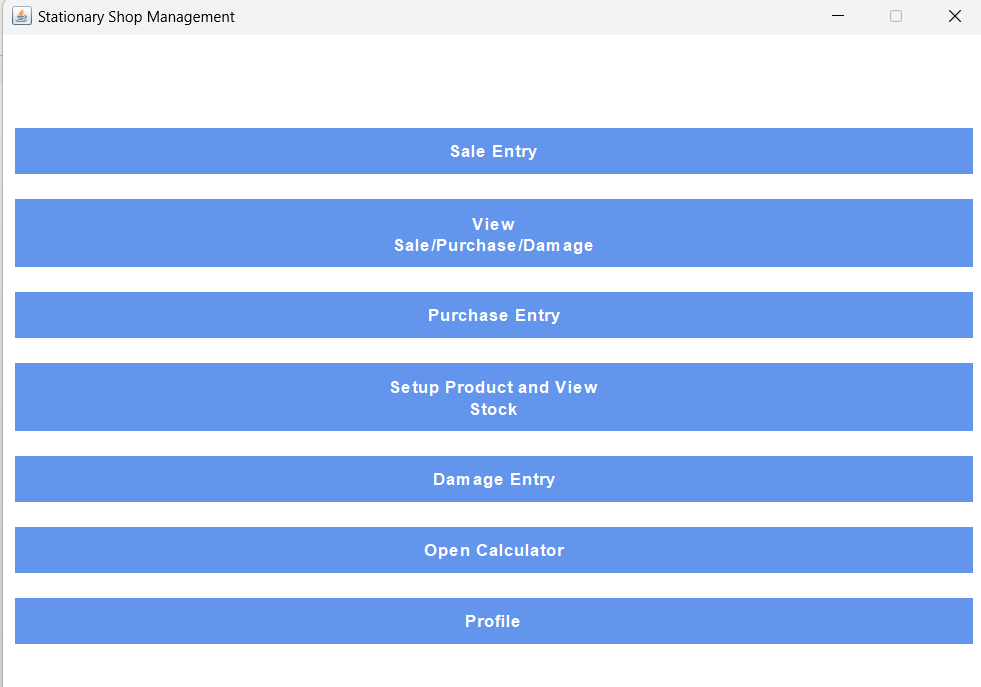 Stationary Shop Management
Sale Entry
View
Sale/Purchase/Damage
Purchase Entry
Setup Product and View
Stock
Damage Entry
Open Calculator
Profile